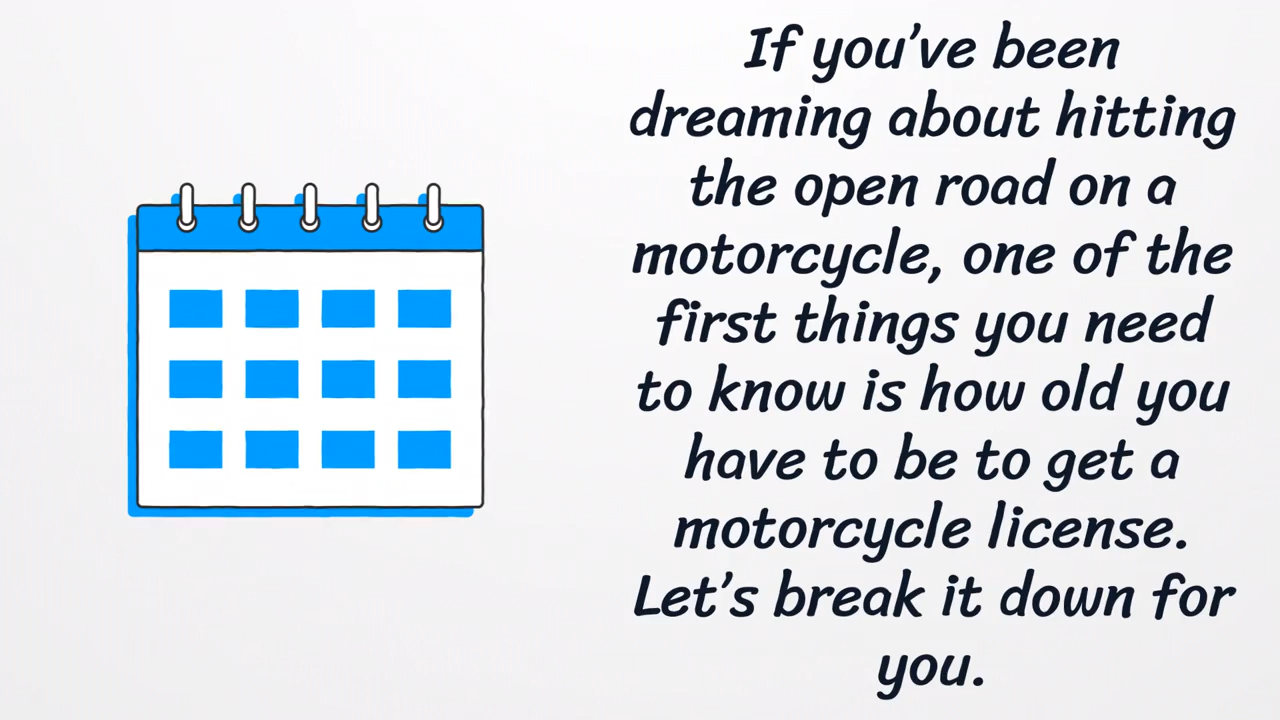 If you’ve been
dreaming about hitting
the open road on a
motorcycle, one of the
first things you need
to know is how old you
have to be to get a
motorcycle license.
Let’s break it down for
you.